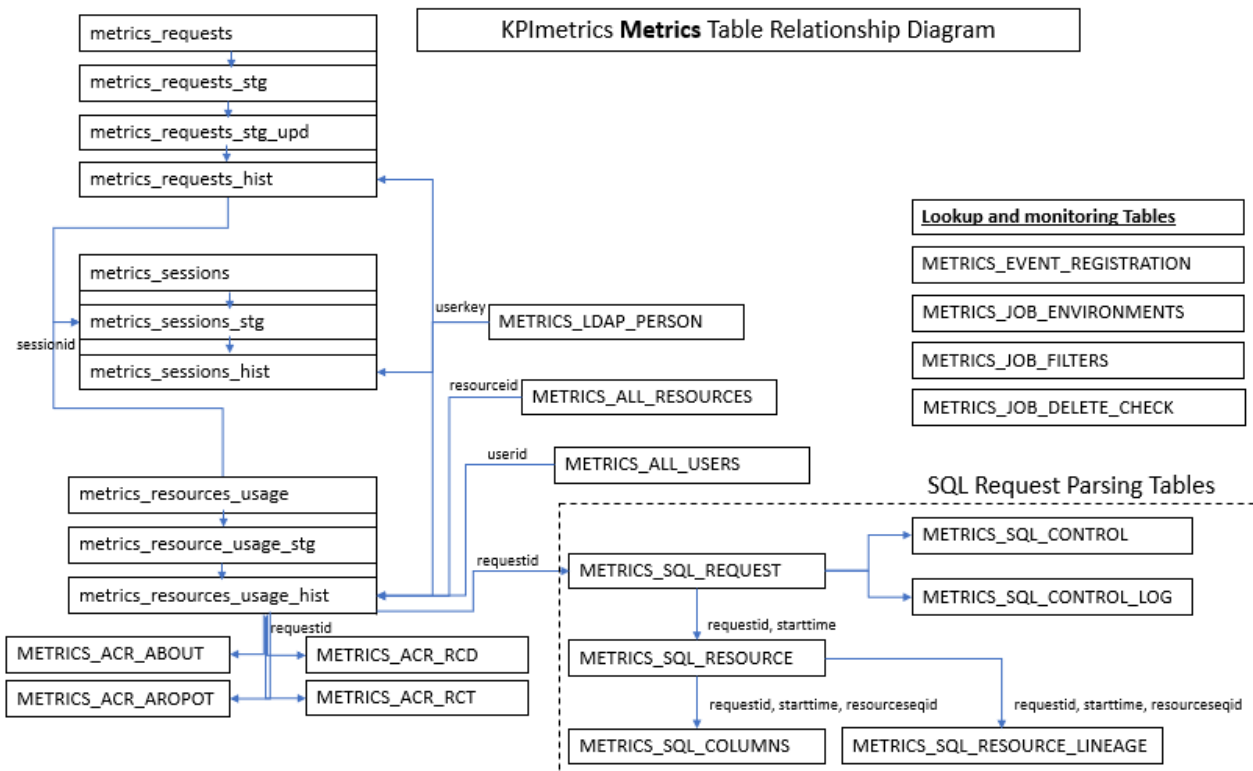 KPImetrics Metrics Table Relationship Diagram
metrics_requests
metrics_requests_stg
metrics_requests_stg_upd
metrics_requests_hist
metrics_sessions
metrics_sessions_stg
metrics_sessions_hist
sessionid
userkey
METRICS_LDAP_PERSON
resourceid
METRICS_ALL_RESOURCES
userid
METRICS_ALL_USERS
Lookup and monitoring Tables
METRICS_EVENT_REGISTRATION
METRICS_JOB_ENVIRONMENTS
METRICS_JOB_FILTERS
METRICS_JOB_DELETE_CHECK
metrics_resources_usage
metrics_resource_usage_stg
metrics_resources_usage_hist
requestid
METRICS_ACR_ABOUT
METRICS_ACR_RCD
METRICS_ACR_AROPOT
METRICS_ACR_RCT
SQL Request Parsing Tables
requestid
METRICS_SQL_REQUEST
METRICS_SQL_CONTROL
METRICS_SQL_CONTROL_LOG
requestid, starttime
METRICS_SQL_RESOURCE
requestid, starttime, resourceseqid
requestid, starttime, resourceseqid
METRICS_SQL_COLUMNS
METRICS_SQL_RESOURCE_LINEAGE